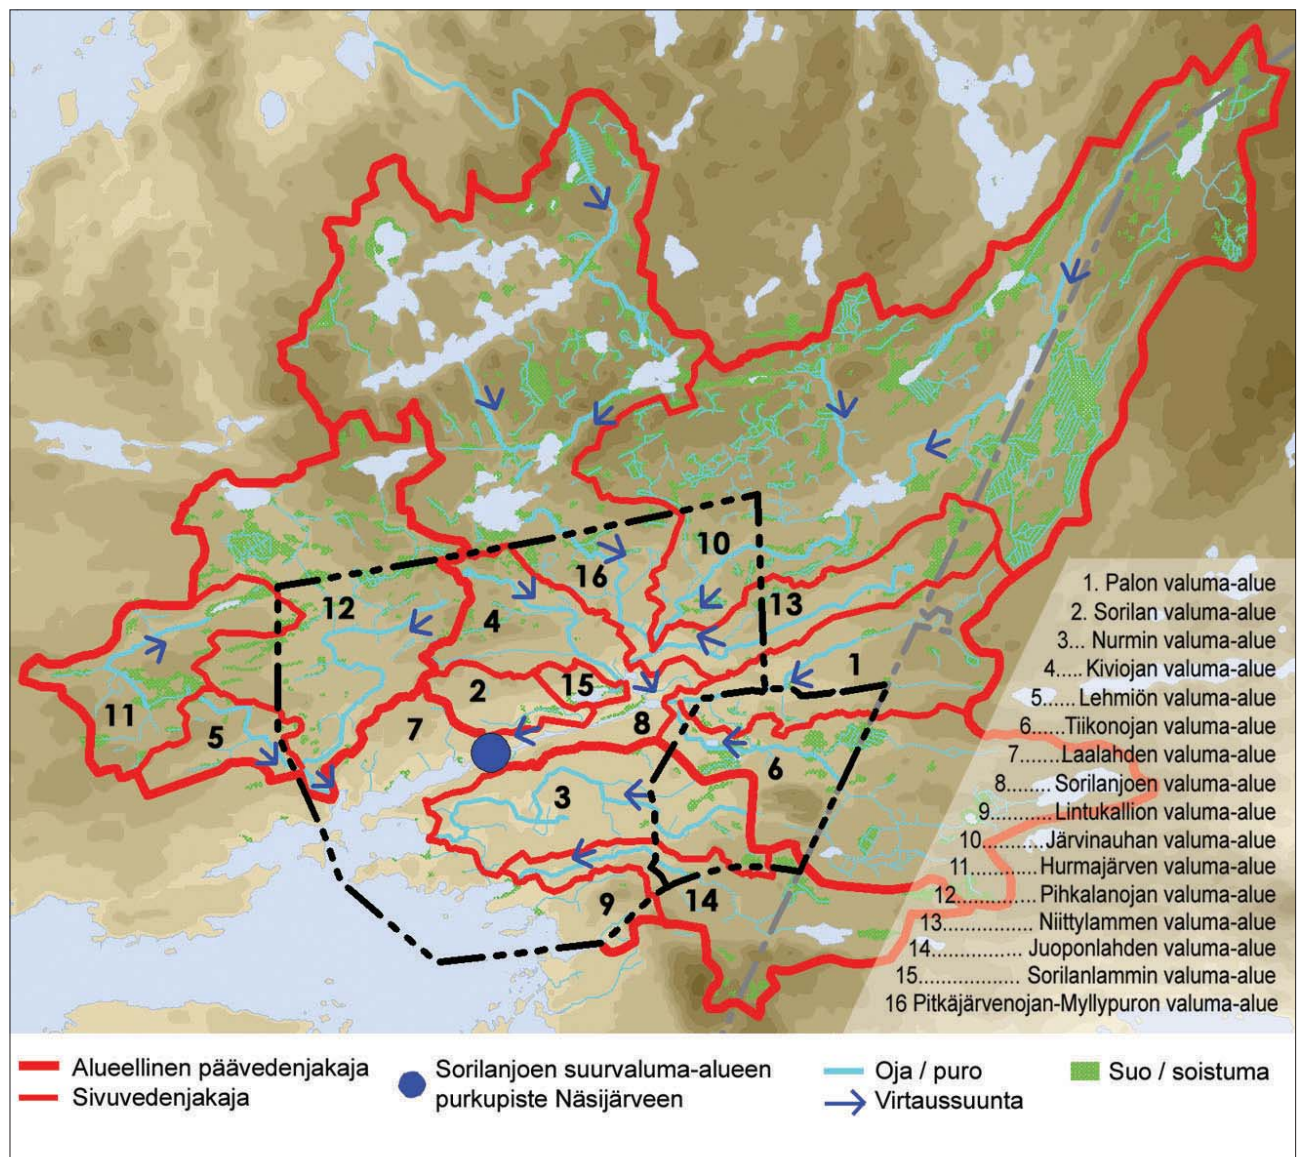 10
16
13
12
4
1
2
15
11
5
7
8
6
3
9
14
1. Palon valuma-alue
2. Sorilan valuma-alue
3... Nurmin valuma-alue
4..... Kiviojan valuma-alue
5...... Lehmiön valuma-alue
6......Tiikonojan valuma-alue
7.......Laalahden valuma-alue
8........ Sorilanjoen valuma-alue
9...........Lintukallion valuma-alue
10...........Järvinauhan valuma-alue
11............Hurmajärven valuma-alue
12.............Pihkalanojan valuma-alue
13................. Niittylammen valuma-alue
14................ Juoponlahden valuma-alue
15................... Sorilanlammin valuma-alue
16 Pitkäjärvenojan-Myllypuron valuma-alue
Alueellinen päävedenjakaja
Sivuvedenjakaja
Sorilanjoen suurvaluma-alueen
purkupiste Näsijärveen
Oja / puro
Virtaussuunta
Suo / soistuma